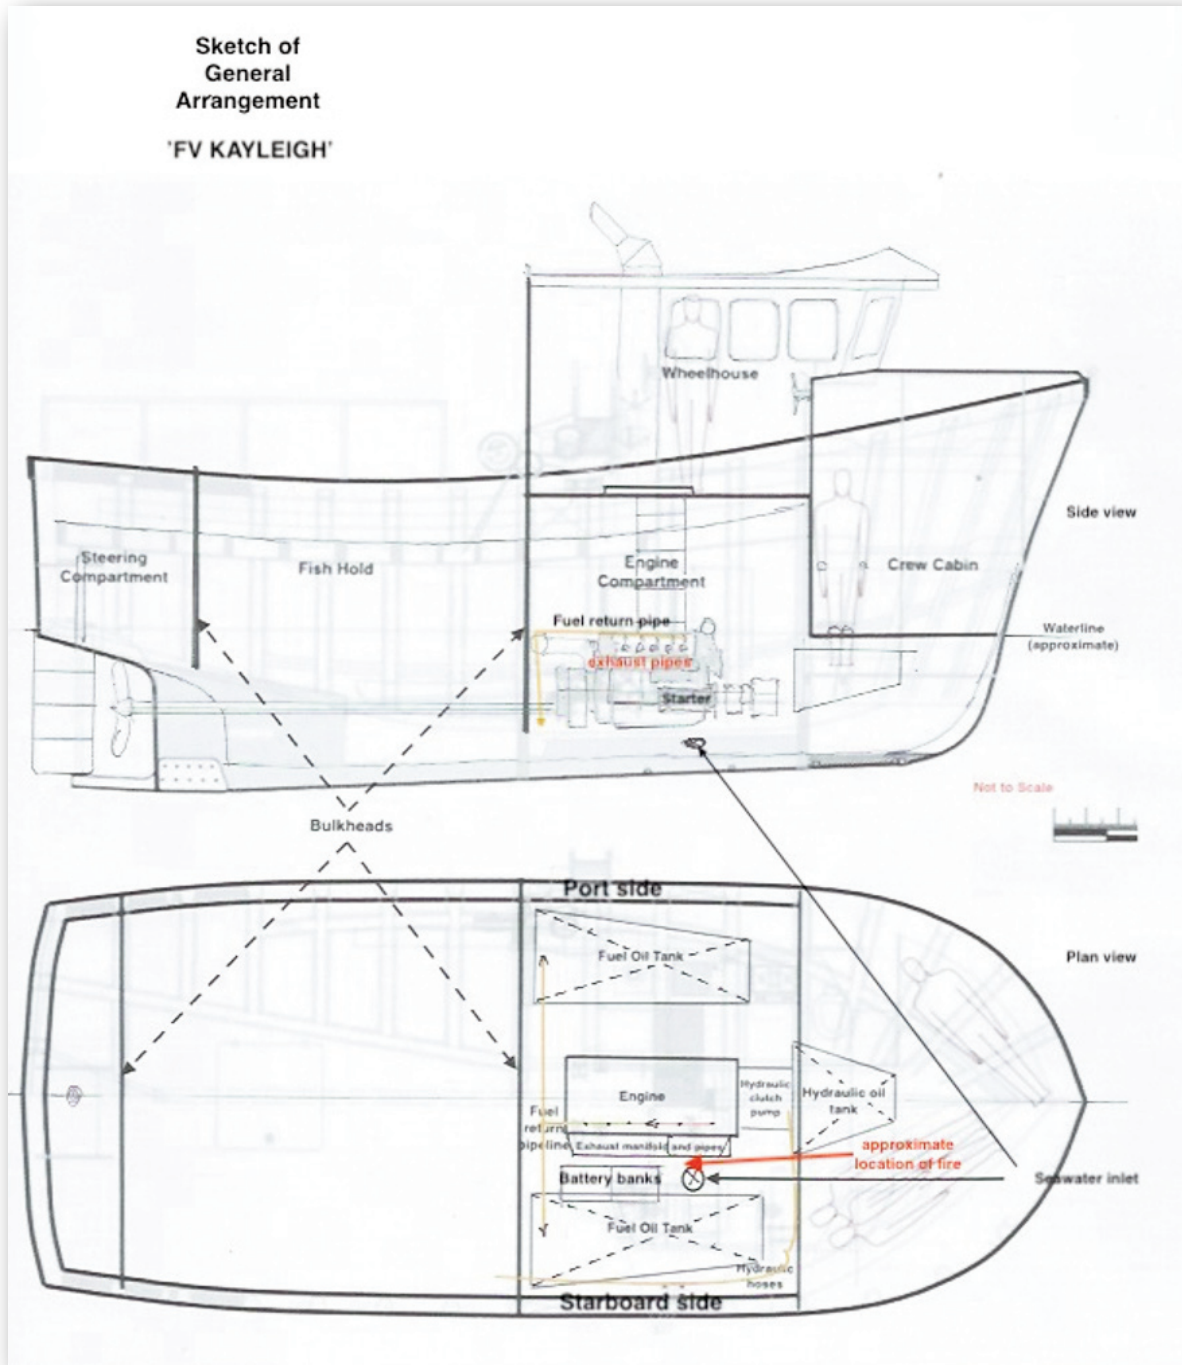 Sketch of
General
Arrangement
'FV KAYLEIGH'
Wheelhouse
Side view
Steering
Compartment
Fish Hold
Engine
Compartment
Crew Cabin
Fuel return pipe
exhaust pipes
Starter
Waterline
(approximate)
Not to Scale
Bulkheads
Port side
Fuel Oil Tank
Plan view
Engine
Hydraulic
clutch
pump
Hydraulic oil
tank
Fuel
return
pipeline
Exhaust manifold and pipes
approximate
location of fire
Battery banks
Seawater inlet
Fuel Oil Tank
Hydraulic
hoses
Starboard side